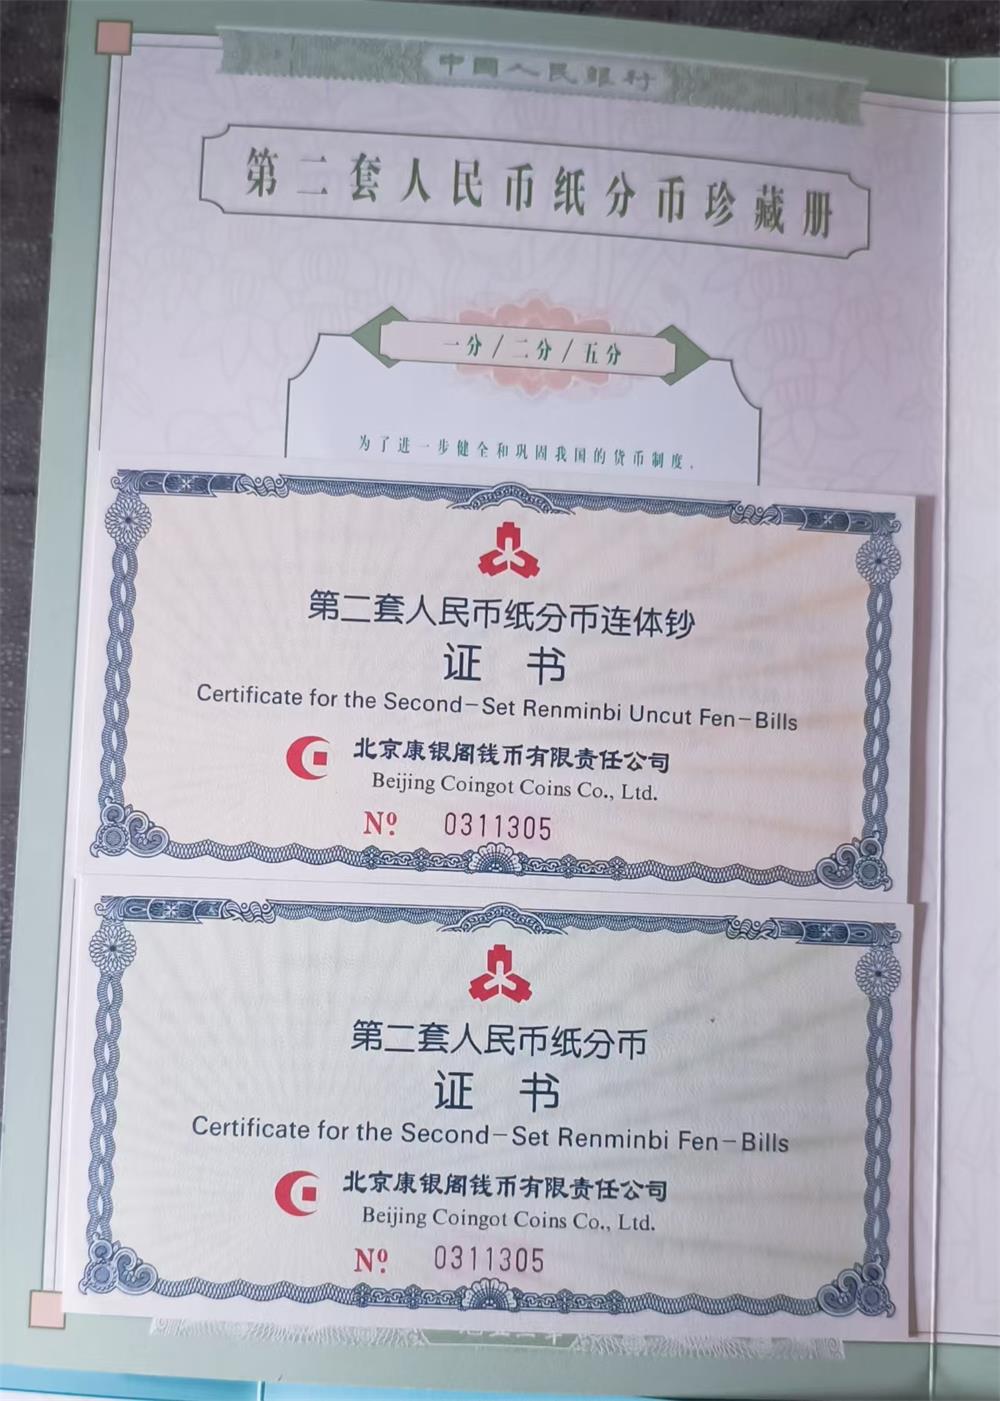 中國人民銀行
第二套人民币纸分币珍藏册
一分/二分/五分
为了进一步健全和巩固我国的货币制度，
第二套人民币纸分币连体钞
证 书
Certificate for the Second-Set Renminbi Uncut Fen-Bills
北京康银阁钱币有限责任公司
Beijing Coingot Coins Co., Ltd.
Nº 0311305
第二套人民币纸分币
证 书
Certificate for the Second-Set Renminbi Fen-Bills
北京康银阁钱币有限责任公司
Beijing Coingot Coins Co., Ltd.
Nº 0311305